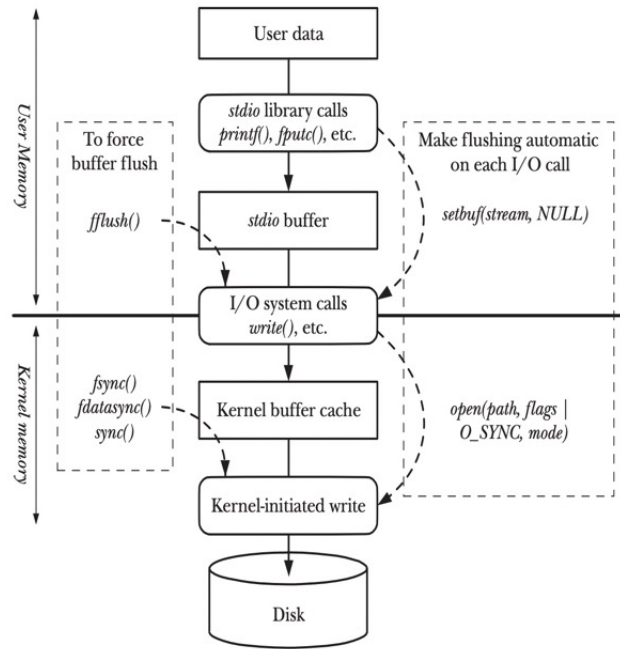 User data
stdio library calls
printf(), fputc(), etc.
stdio buffer
I/O system calls
write(), etc.
Kernel buffer cache
Kernel-initiated write
Disk
User Memory
Kernel memory
To force
buffer flush
fflush()
fsync()
fdatasync()
sync()
Make flushing automatic
on each I/O call
setbuf(stream, NULL)
open(path, flags |
O_SYNC, mode)